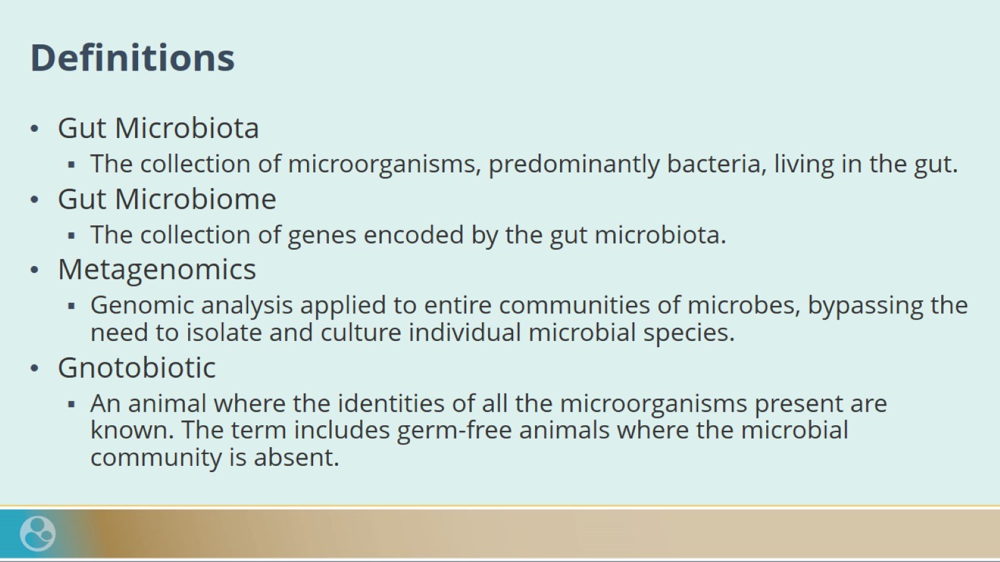 Definitions
• Gut Microbiota
▪ The collection of microorganisms, predominantly bacteria, living in the gut.
• Gut Microbiome
▪ The collection of genes encoded by the gut microbiota.
• Metagenomics
▪ Genomic analysis applied to entire communities of microbes, bypassing the
need to isolate and culture individual microbial species.
• Gnotobiotic
▪ An animal where the identities of all the microorganisms present are
known. The term includes germ-free animals where the microbial
community is absent.